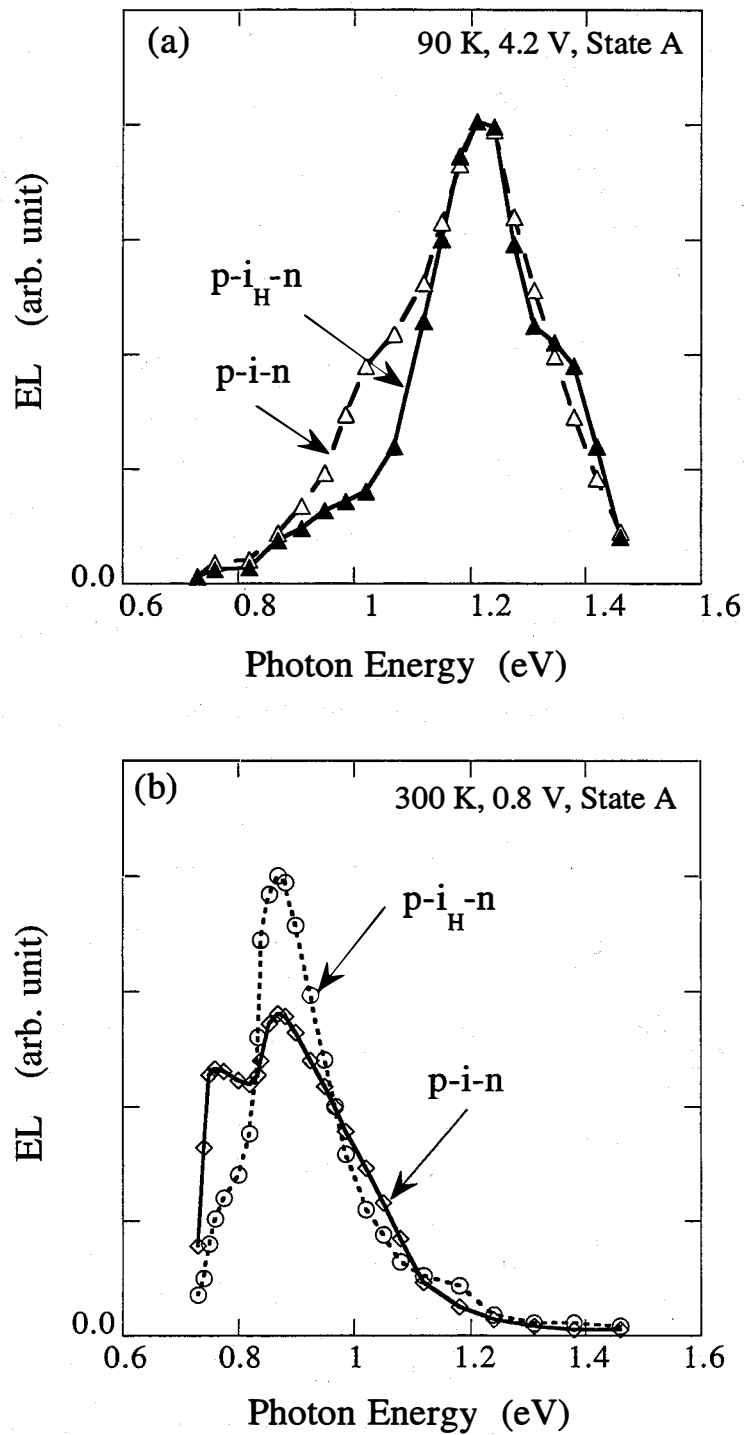 (a) 90 K, 4.2 V, State A
EL (arb. unit)
p-i_H-n
p-i-n
0.0
0.6 0.8 1 1.2 1.4 1.6
Photon Energy (eV)
(b) 300 K, 0.8 V, State A
EL (arb. unit)
p-i_H-n
p-i-n
0.0
0.6 0.8 1 1.2 1.4 1.6
Photon Energy (eV)